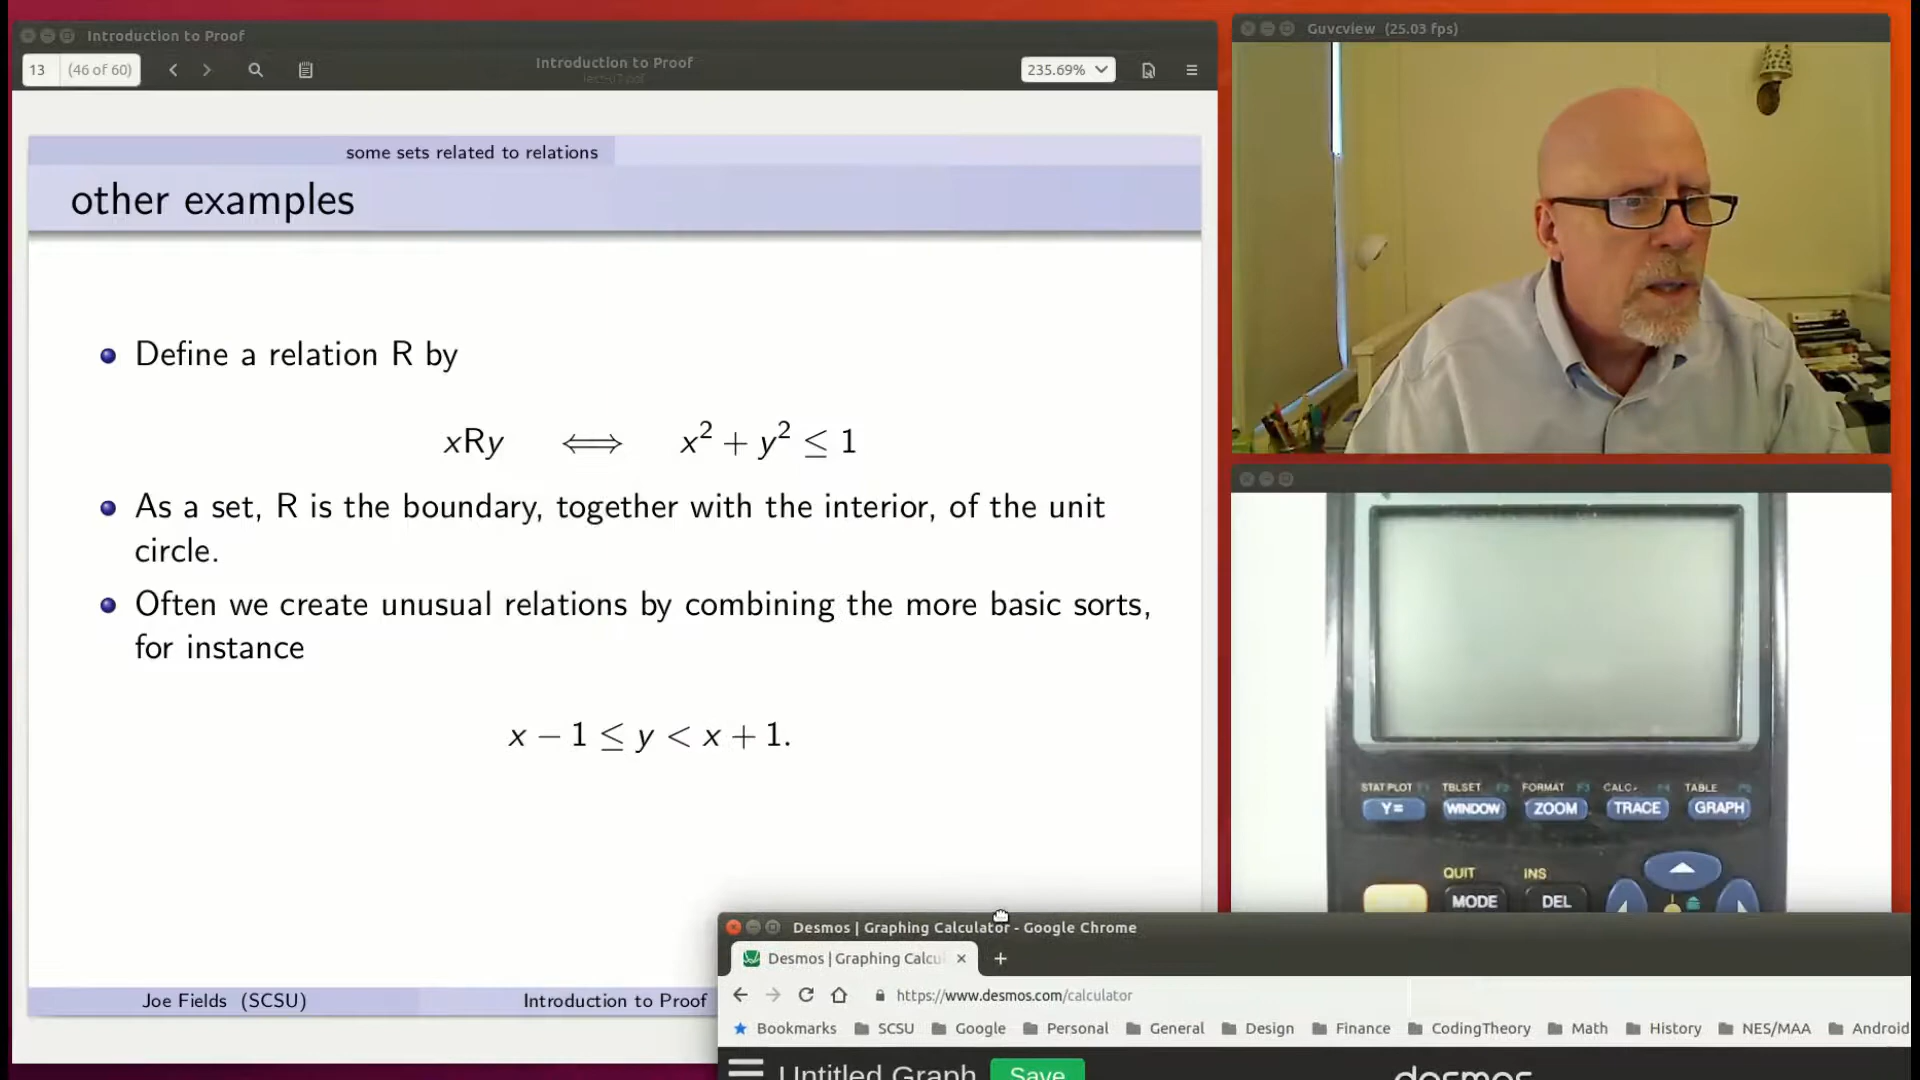 Introduction to Proof
13 (46 of 60)
Introduction to Proof
235.69%
some sets related to relations
other examples
Define a relation R by
xRy ⟺ x² + y² ≤ 1
As a set, R is the boundary, together with the interior, of the unit
circle.
Often we create unusual relations by combining the more basic sorts,
for instance
x − 1 ≤ y < x + 1.
Joe Fields (SCSU)
Introduction to Proof
Guvcview (25.03 fps)
STAT PLOT F1 TBLSET F2 FORMAT F3 CALC F4 TABLE F5
Y= WINDOW ZOOM TRACE GRAPH
QUIT INS
MODE DEL
Desmos | Graphing Calculator - Google Chrome
Desmos | Graphing Calcu
https://www.desmos.com/calculator
Bookmarks SCSU Google Personal General Design Finance CodingTheory Math History NES/MAA Android
Untitled Graph Save desmos